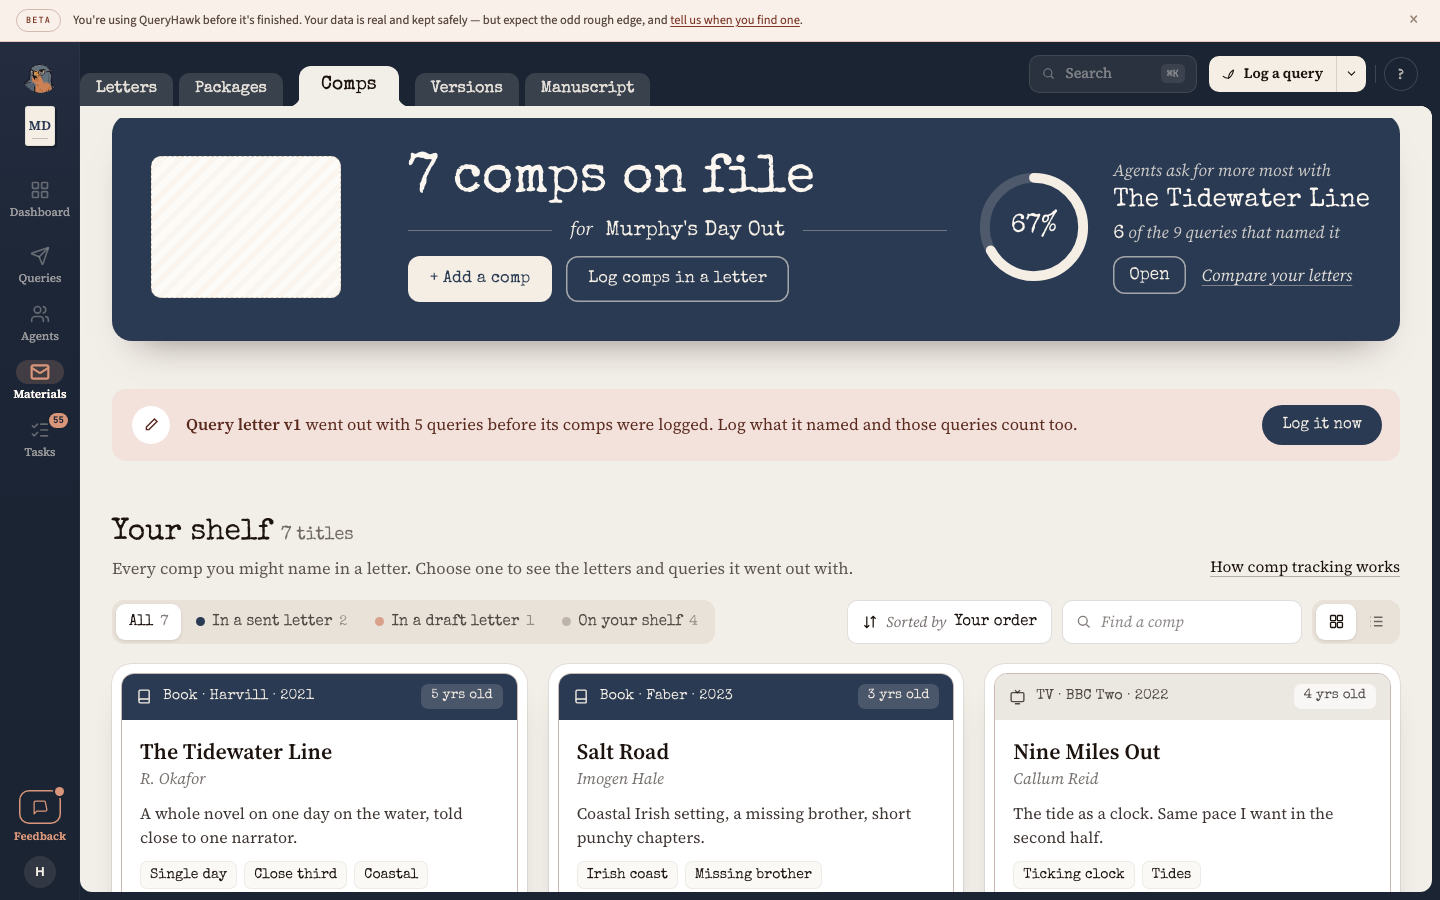 BETA You're using QueryHawk before it's finished. Your data is real and kept safely — but expect the odd rough edge, and tell us when you find one. ×
Letters Packages Comps Versions Manuscript Search ⌘K Log a query ?
MD
Dashboard
Queries
Agents
Materials
55
Tasks
Feedback
H
7 comps on file
for Murphy's Day Out
+ Add a comp Log comps in a letter
67%
Agents ask for more most with
The Tidewater Line
6 of the 9 queries that named it
Open Compare your letters
Query letter v1 went out with 5 queries before its comps were logged. Log what it named and those queries count too. Log it now
Your shelf 7 titles
Every comp you might name in a letter. Choose one to see the letters and queries it went out with. How comp tracking works
All 7 In a sent letter 2 In a draft letter 1 On your shelf 4 Sorted by Your order Find a comp
Book · Harvill · 2021 5 yrs old
The Tidewater Line
R. Okafor
A whole novel on one day on the water, told
close to one narrator.
Single day Close third Coastal
Book · Faber · 2023 3 yrs old
Salt Road
Imogen Hale
Coastal Irish setting, a missing brother, short
punchy chapters.
Irish coast Missing brother
TV · BBC Two · 2022 4 yrs old
Nine Miles Out
Callum Reid
The tide as a clock. Same pace I want in the
second half.
Ticking clock Tides